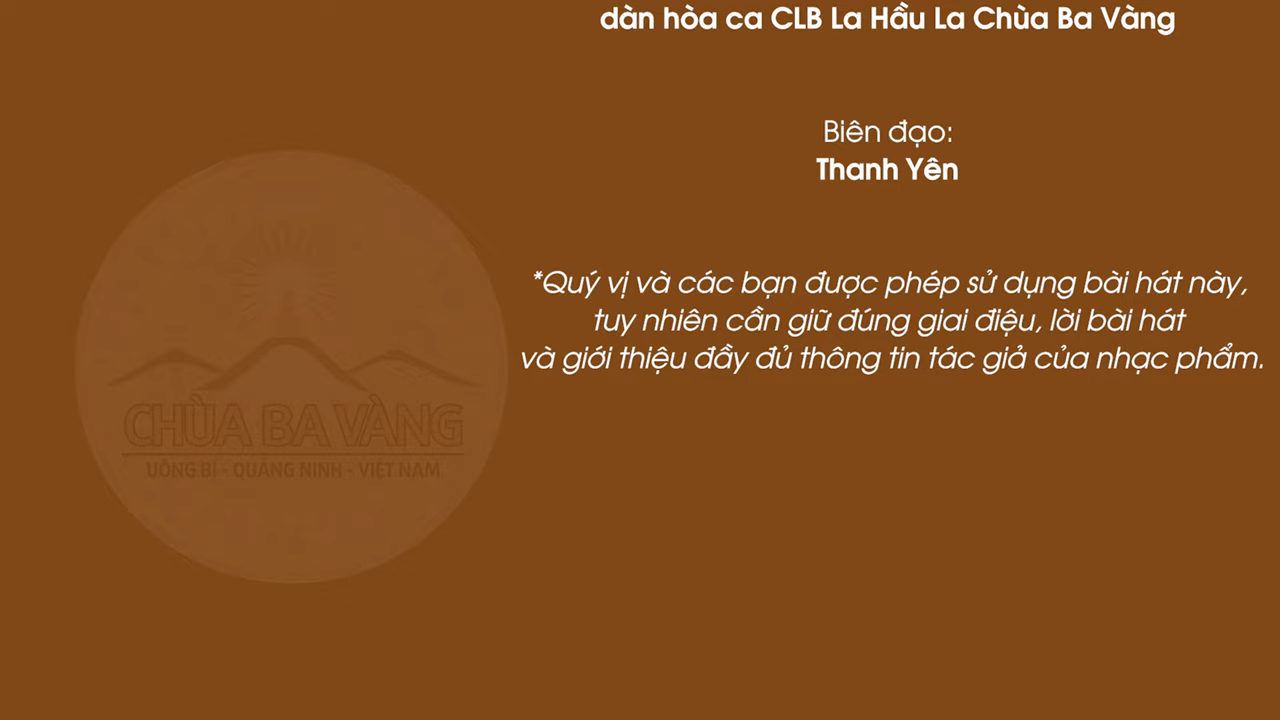 dàn hòa ca CLB La Hầu La Chùa Ba Vàng
Biên đạo:
Thanh Yên
*Quý vị và các bạn được phép sử dụng bài hát này,
tuy nhiên cần giữ đúng giai điệu, lời bài hát
và giới thiệu đầy đủ thông tin tác giả của nhạc phẩm.
CHÙA BA VÀNG
UÔNG BÍ - QUẢNG NINH - VIỆT NAM